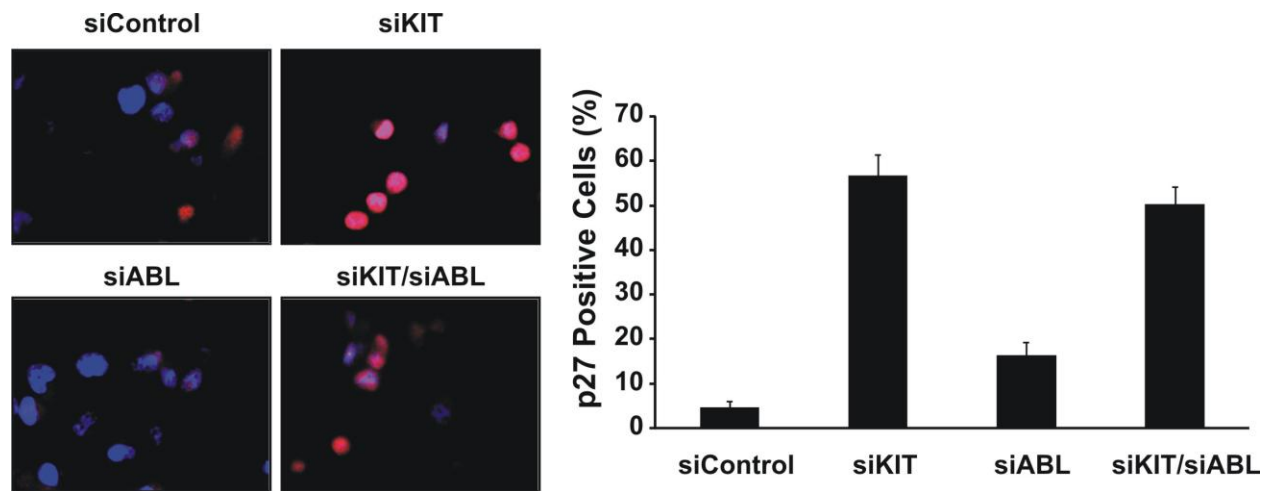 siControl
siKIT
siABL
siKIT/siABL
p27 Positive Cells (%)
70
60
50
40
30
20
10
0
siControl
siKIT
siABL
siKIT/siABL